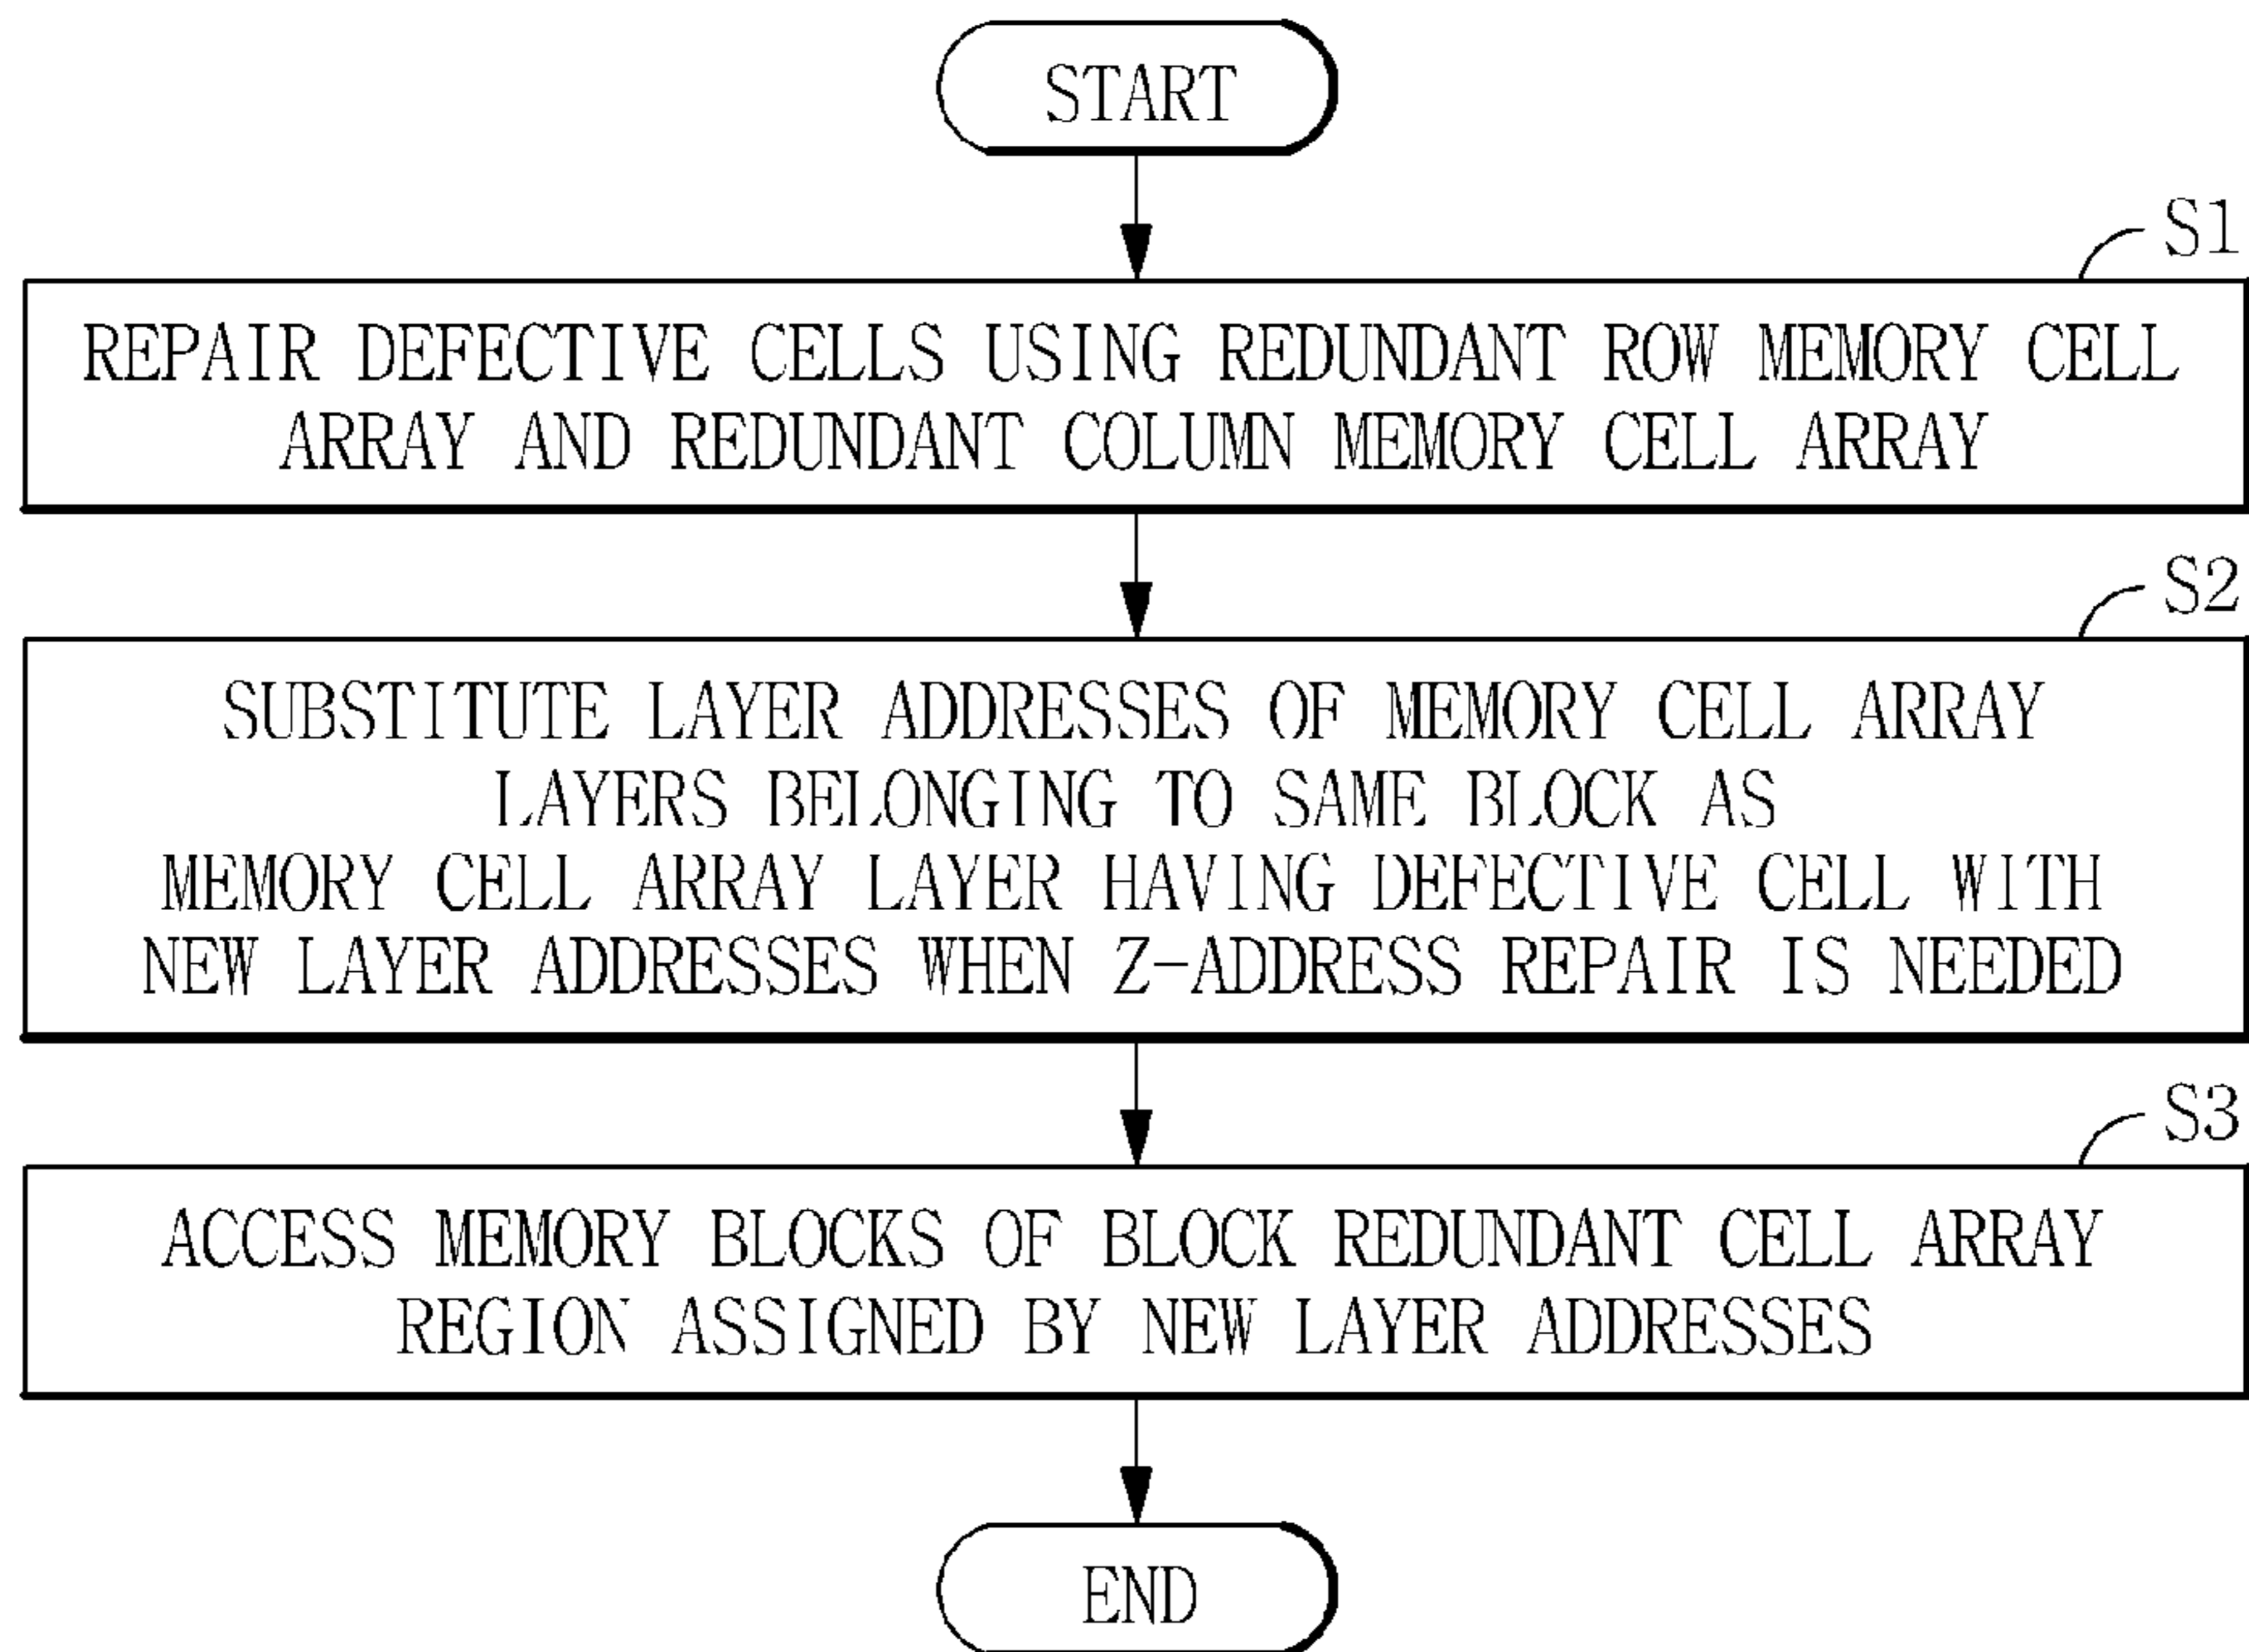 START
S1
REPAIR DEFECTIVE CELLS USING REDUNDANT ROW MEMORY CELL
ARRAY AND REDUNDANT COLUMN MEMORY CELL ARRAY
S2
SUBSTITUTE LAYER ADDRESSES OF MEMORY CELL ARRAY
LAYERS BELONGING TO SAME BLOCK AS
MEMORY CELL ARRAY LAYER HAVING DEFECTIVE CELL WITH
NEW LAYER ADDRESSES WHEN Z-ADDRESS REPAIR IS NEEDED
S3
ACCESS MEMORY BLOCKS OF BLOCK REDUNDANT CELL ARRAY
REGION ASSIGNED BY NEW LAYER ADDRESSES
END